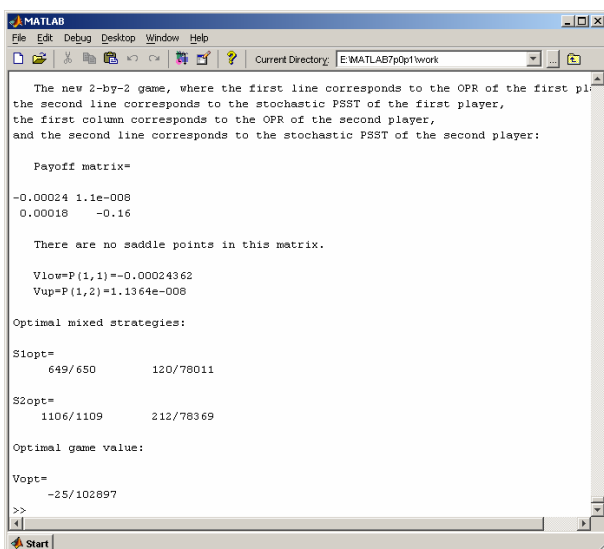 MATLAB
File Edit Debug Desktop Window Help
Current Directory: E:\MATLAB7p0p1\work
The new 2-by-2 game, where the first line corresponds to the OPR of the first
the second line corresponds to the stochastic PSST of the first player,
the first column corresponds to the OPR of the second player,
and the second line corresponds to the stochastic PSST of the second player:
Payoff matrix=
-0.00024 1.1e-008
0.00018 -0.16
There are no saddle points in this matrix.
Vlow=P(1,1)=-0.00024362
Vup=P(1,2)=1.1364e-008
Optimal mixed strategies:
S1opt=
649/650 120/78011
S2opt=
1106/1109 212/78369
Optimal game value:
Vopt=
-25/102897
>>
Start